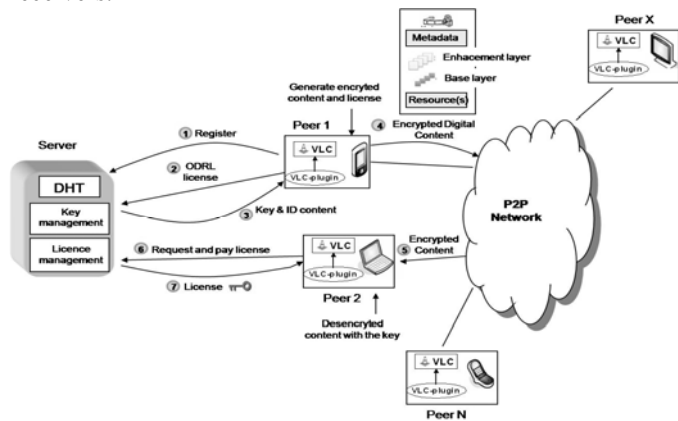 Metadata
Enhacement layer
Base layer
Resource(s)
Peer X
VLC
VLC-plugin
Generate encryted
content and license
Peer 1
VLC
VLC-plugin
4 Encrypted Digital
Content
1 Register
2 ODRL
license
3 Key & ID content
Server
DHT
Key
management
Licence
management
P2P
Network
6 Request and pay license
7 License
VLC
VLC-plugin
Peer 2
5 Encrypted
Content
Desencryted
content with the key
VLC
VLC-plugin
Peer N